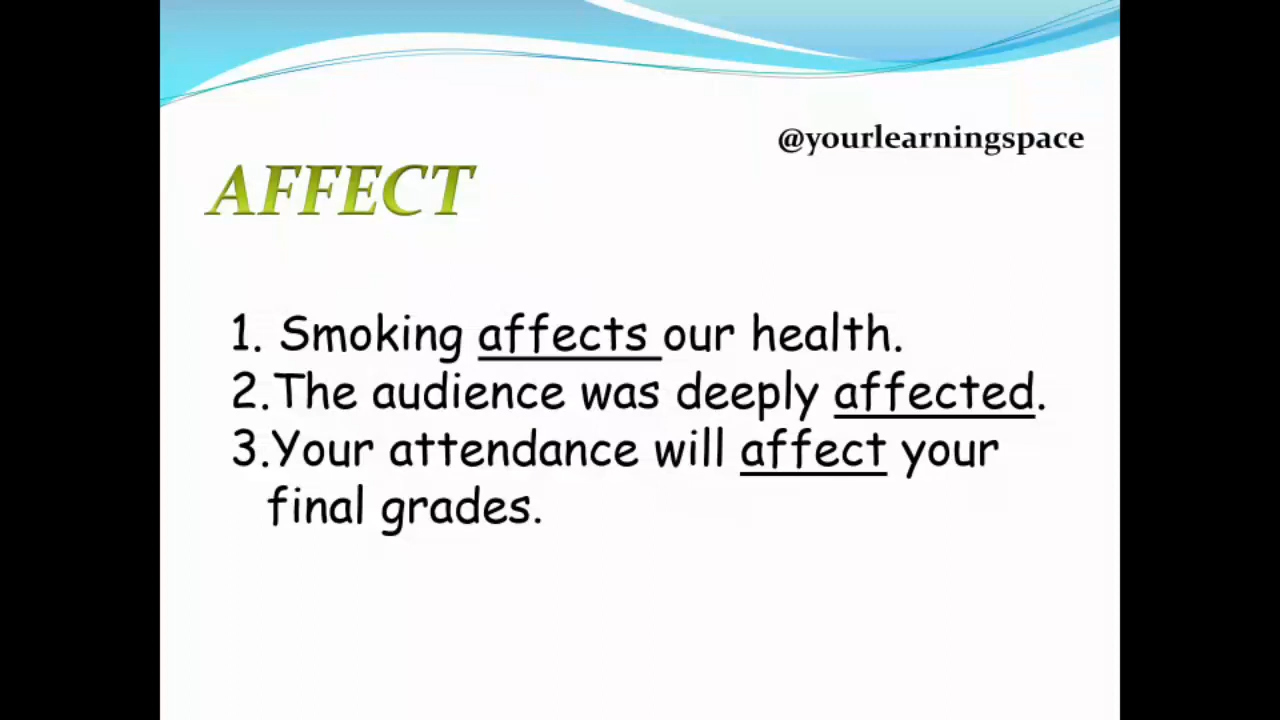 @yourlearningspace
AFFECT
1. Smoking affects our health.
2.The audience was deeply affected.
3.Your attendance will affect your
final grades.